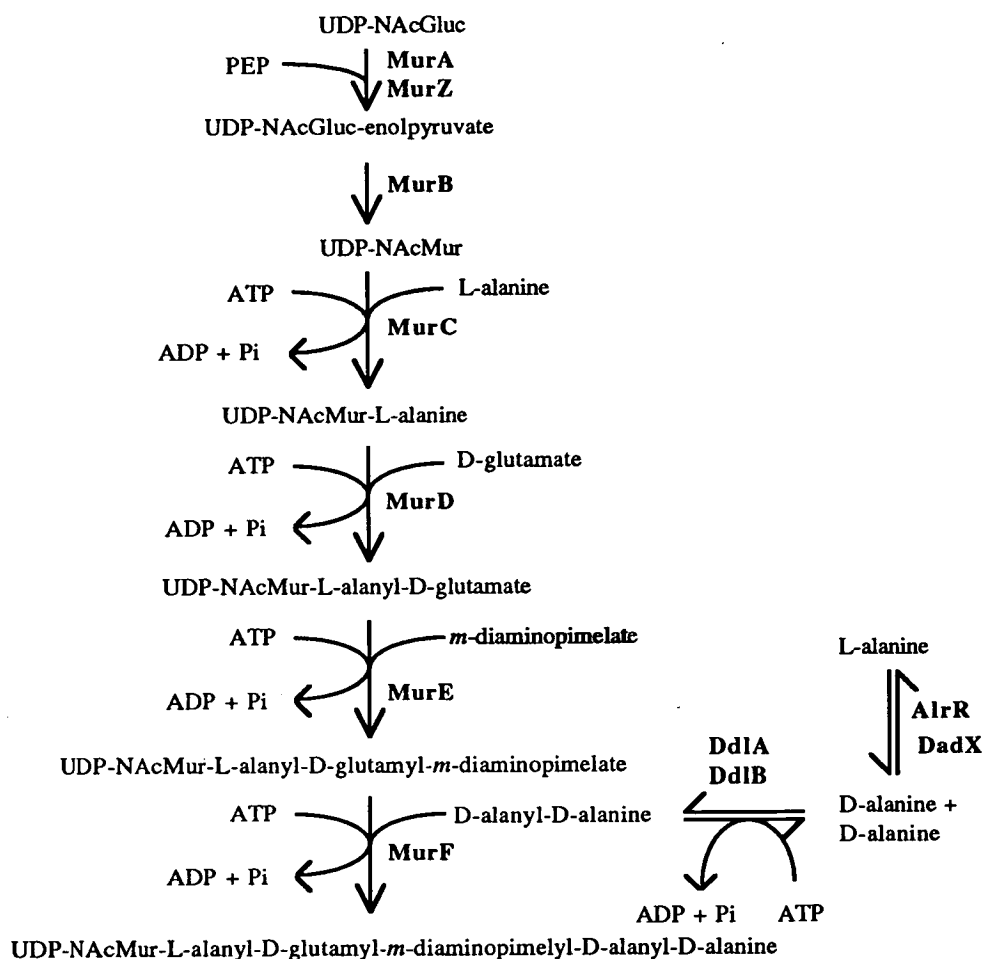 UDP-NAcGluc
PEP
MurA
MurZ
UDP-NAcGluc-enolpyruvate
MurB
UDP-NAcMur
ATP
L-alanine
MurC
ADP + Pi
UDP-NAcMur-L-alanine
ATP
D-glutamate
MurD
ADP + Pi
UDP-NAcMur-L-alanyl-D-glutamate
ATP
m-diaminopimelate
MurE
ADP + Pi
UDP-NAcMur-L-alanyl-D-glutamyl-m-diaminopimelate
ATP
D-alanyl-D-alanine
MurF
ADP + Pi
UDP-NAcMur-L-alanyl-D-glutamyl-m-diaminopimelyl-D-alanyl-D-alanine
L-alanine
AlrR
DadX
DdlA
DdlB
D-alanine +
D-alanine
ADP + Pi
ATP